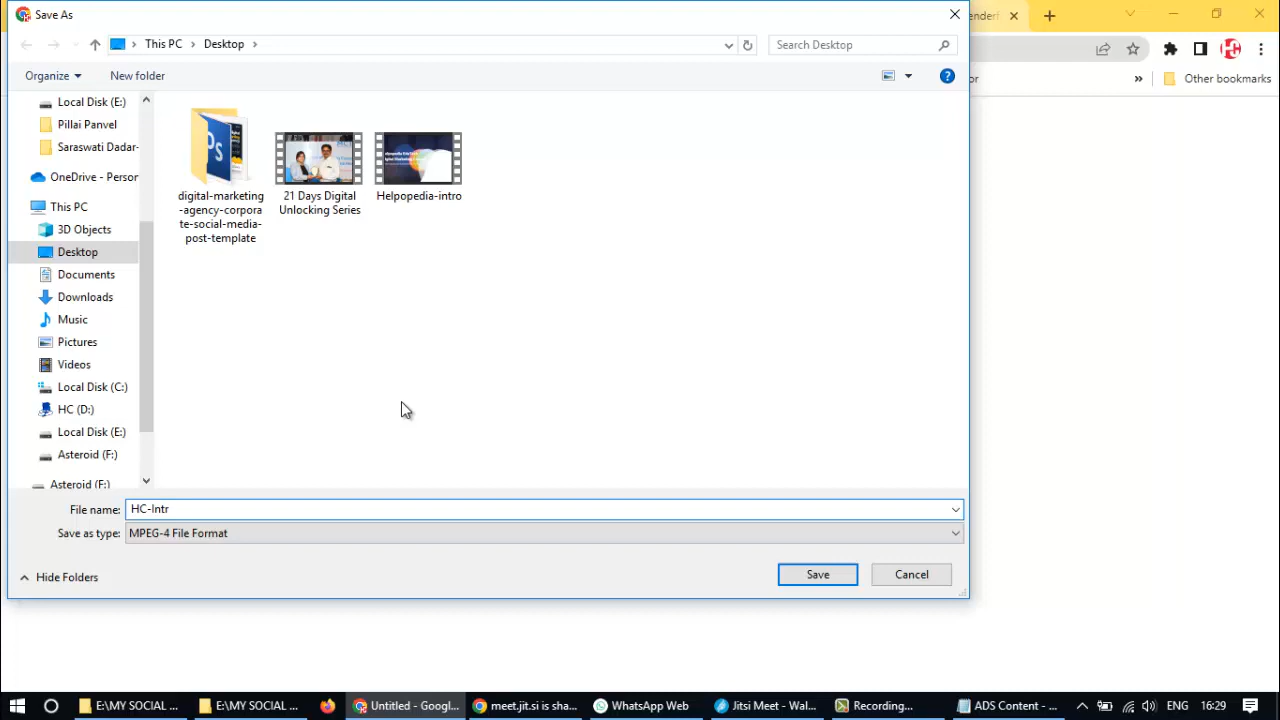 Save As
enderf
This PC
Desktop
Search Desktop
Organize
New folder
or
»
Other bookmarks
Local Disk (E:)
Pillai Panvel
Saraswati Dadar-
OneDrive - Person
This PC
3D Objects
Desktop
Documents
Downloads
Music
Pictures
Videos
Local Disk (C:)
HC (D:)
Local Disk (E:)
Asteroid (F:)
Asteroid (F:)
Ps
digital-marketing
-agency-corpora
te-social-media-
post-template
21 Days Digital
Unlocking Series
Helpopedia-intro
File name:
HC-Intr
Save as type:
MPEG-4 File Format
Hide Folders
Save
Cancel
E:\MY SOCIAL ...
E:\MY SOCIAL ...
Untitled - Googl...
meet.jit.si is sha...
WhatsApp Web
Jitsi Meet - Wal...
Recording...
ADS Content - ...
ENG
16:29